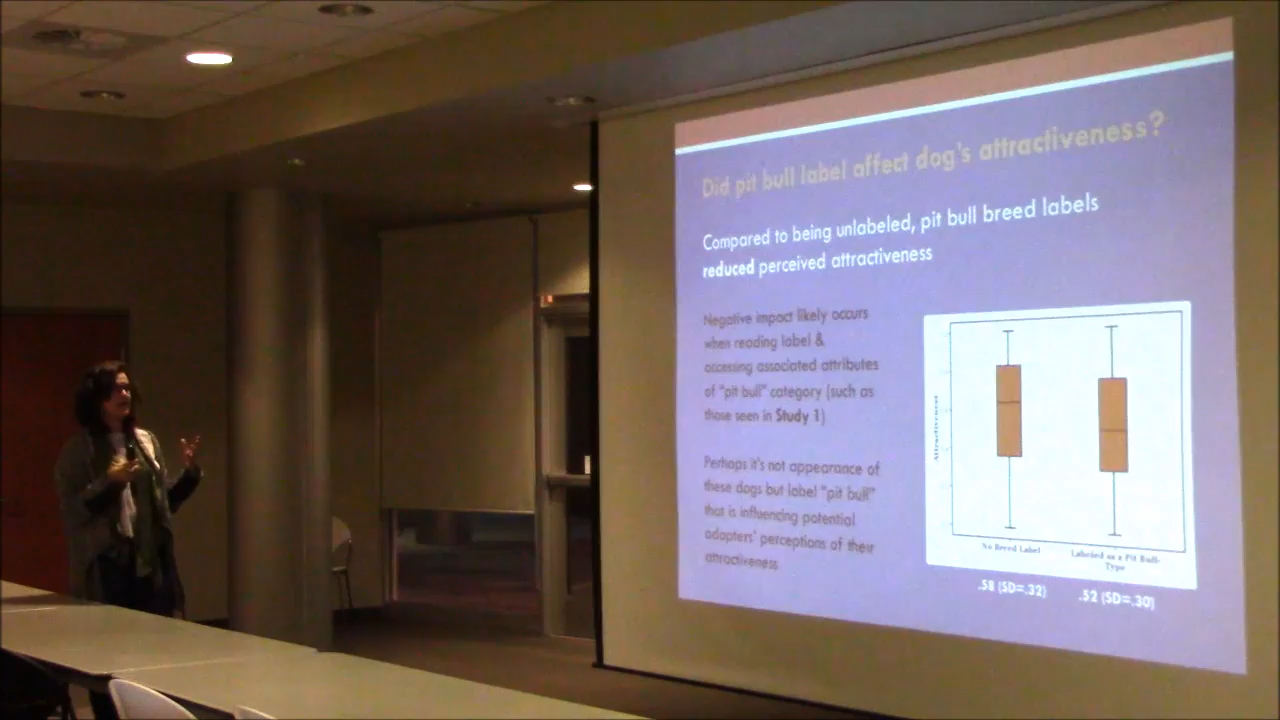 Did pit bull label affect dog's attractiveness?
Compared to being unlabeled, pit bull breed labels
reduced perceived attractiveness
Negative impact likely occurs
when reading label &
accessing associated attributes
of "pit bull" category (such as
those seen in Study 1)
Perhaps it's not appearance of
these dogs but label "pit bull"
that is influencing potential
adopters' perceptions of their
attractiveness
Attractiveness
No Breed Label
Labeled as a Pit Bull-
Type
.58 (SD=.32)
.52 (SD=.30)